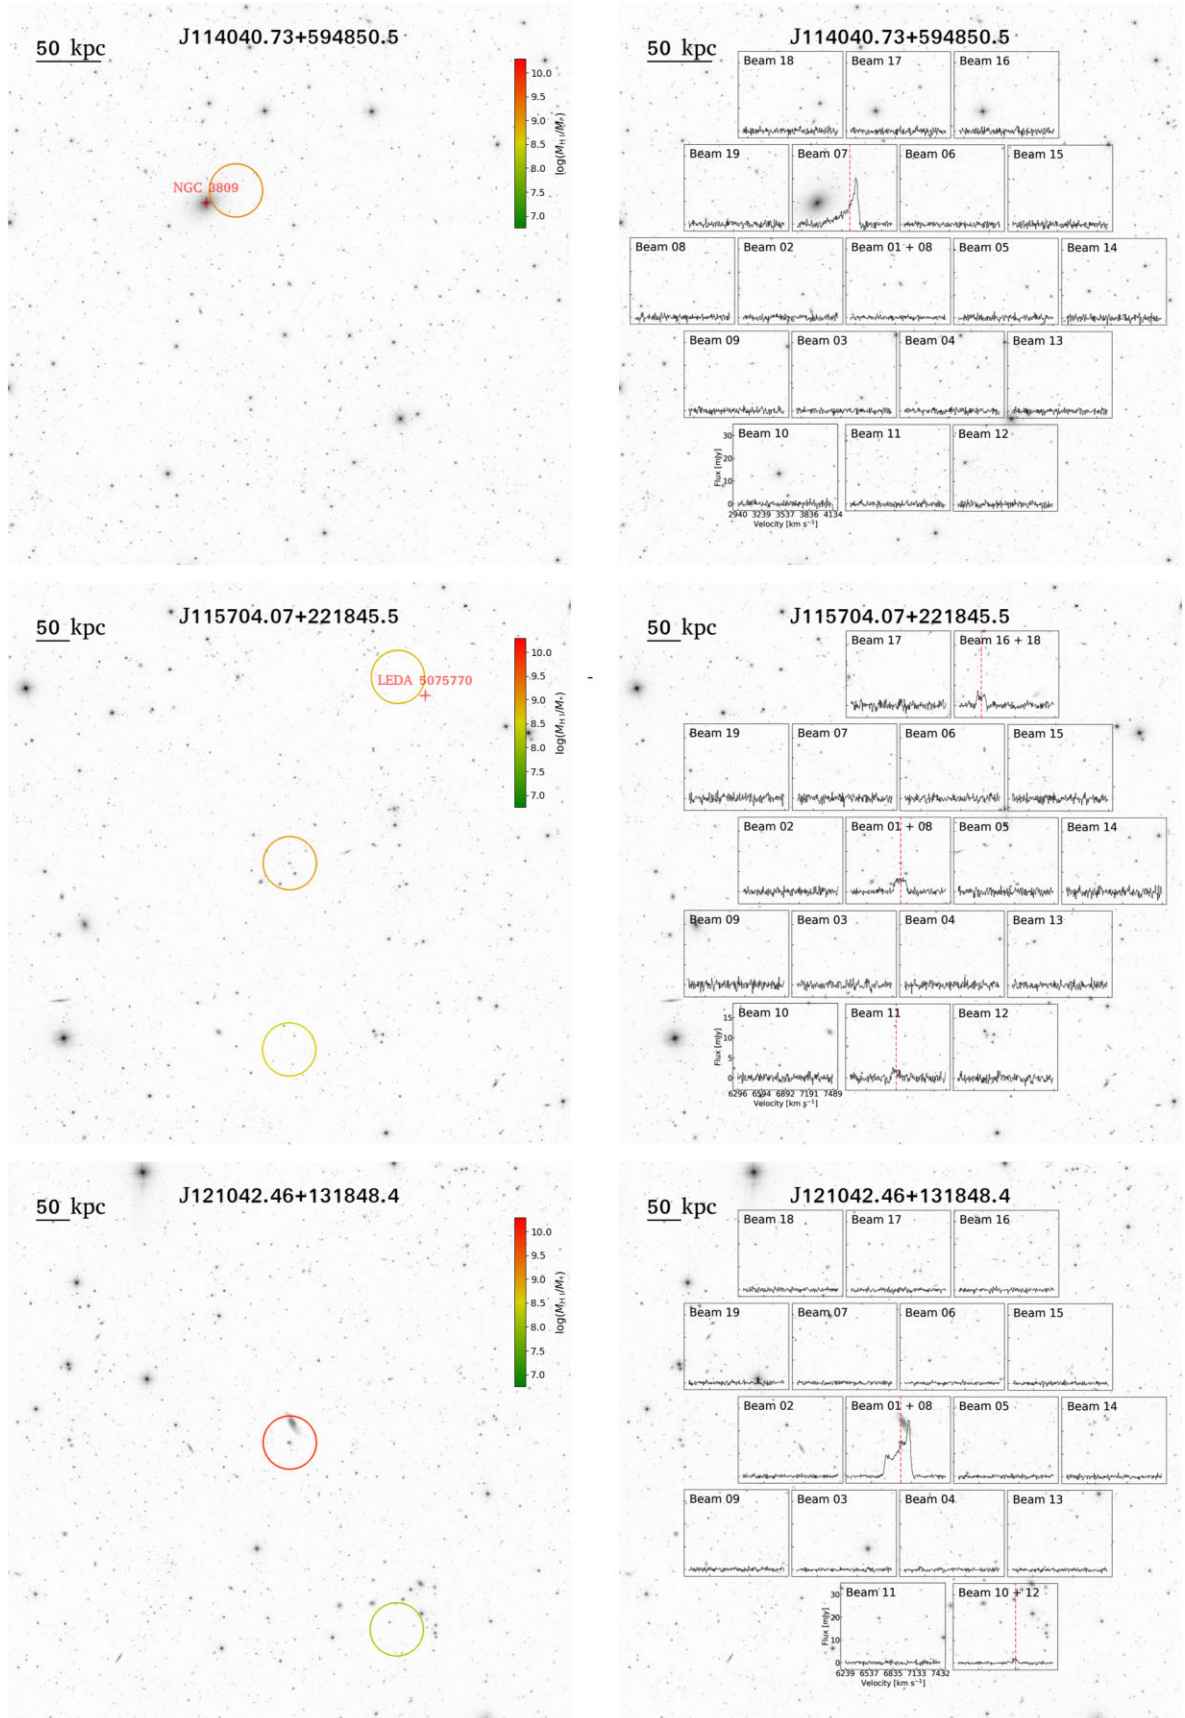 J114040.73+594850.5
50 kpc
10.0
9.5
9.0
8.5
8.0
7.5
7.0
log(M_H I/M_*)
NGC 3809
J114040.73+594850.5
50 kpc
Beam 18
Beam 17
Beam 16
Beam 19
Beam 07
Beam 06
Beam 15
Beam 08
Beam 02
Beam 01 + 08
Beam 05
Beam 14
Beam 09
Beam 03
Beam 04
Beam 13
Beam 10
Beam 11
Beam 12
30
20
10
0
Flux [mJy]
2940 3239 3537 3836 4134
Velocity [km s⁻¹]
J115704.07+221845.5
50 kpc
10.0
9.5
9.0
8.5
8.0
7.5
7.0
log(M_H I/M_*)
LEDA 5075770
J115704.07+221845.5
50 kpc
Beam 17
Beam 16 + 18
Beam 19
Beam 07
Beam 06
Beam 15
Beam 02
Beam 01 + 08
Beam 05
Beam 14
Beam 09
Beam 03
Beam 04
Beam 13
Beam 10
Beam 11
Beam 12
15
10
5
0
Flux [mJy]
6296 6594 6892 7191 7489
Velocity [km s⁻¹]
J121042.46+131848.4
50 kpc
10.0
9.5
9.0
8.5
8.0
7.5
7.0
log(M_H I/M_*)
J121042.46+131848.4
50 kpc
Beam 18
Beam 17
Beam 16
Beam 19
Beam 07
Beam 06
Beam 15
Beam 02
Beam 01 + 08
Beam 05
Beam 14
Beam 09
Beam 03
Beam 04
Beam 13
Beam 11
Beam 10 + 12
30
20
10
0
Flux [mJy]
6239 6537 6835 7133 7432
Velocity [km s⁻¹]